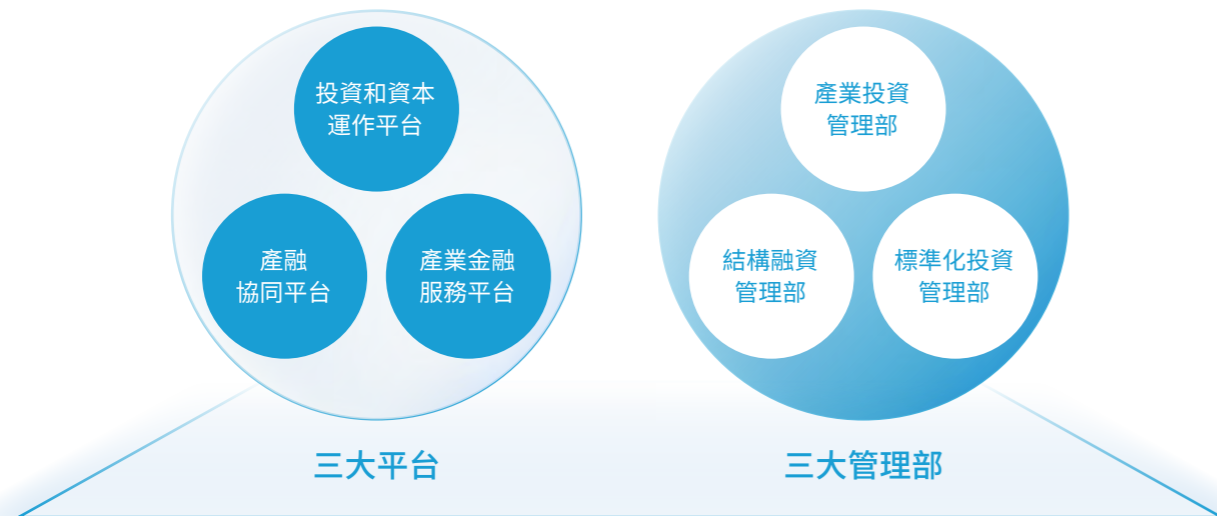 投資和資本
運作平台
產融
協同平台
產業金融
服務平台
三大平台
產業投資
管理部
結構融資
管理部
標準化投資
管理部
三大管理部